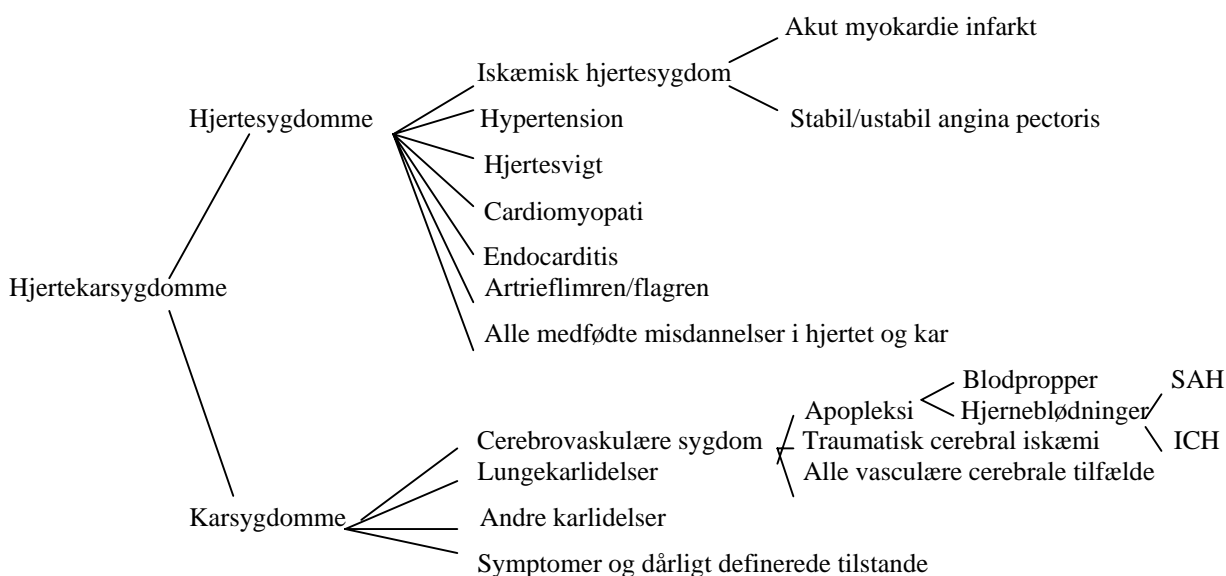 Akut myokardie infarkt
Iskæmisk hjertesygdom
Hjertesygdomme
Hypertension
Stabil/ustabil angina pectoris
Hjertesvigt
Cardiomyopati
Endocarditis
Hjertekarsygdomme
Artrieflimren/flagren
Alle medfødte misdannelser i hjertet og kar
Blodpropper
SAH
Apopleksi
Hjerneblødninger
Cerebrovaskulære sygdom
Traumatisk cerebral iskæmi
ICH
Lungekarlidelser
Alle vasculære cerebrale tilfælde
Karsygdomme
Andre karlidelser
Symptomer og dårligt definerede tilstande